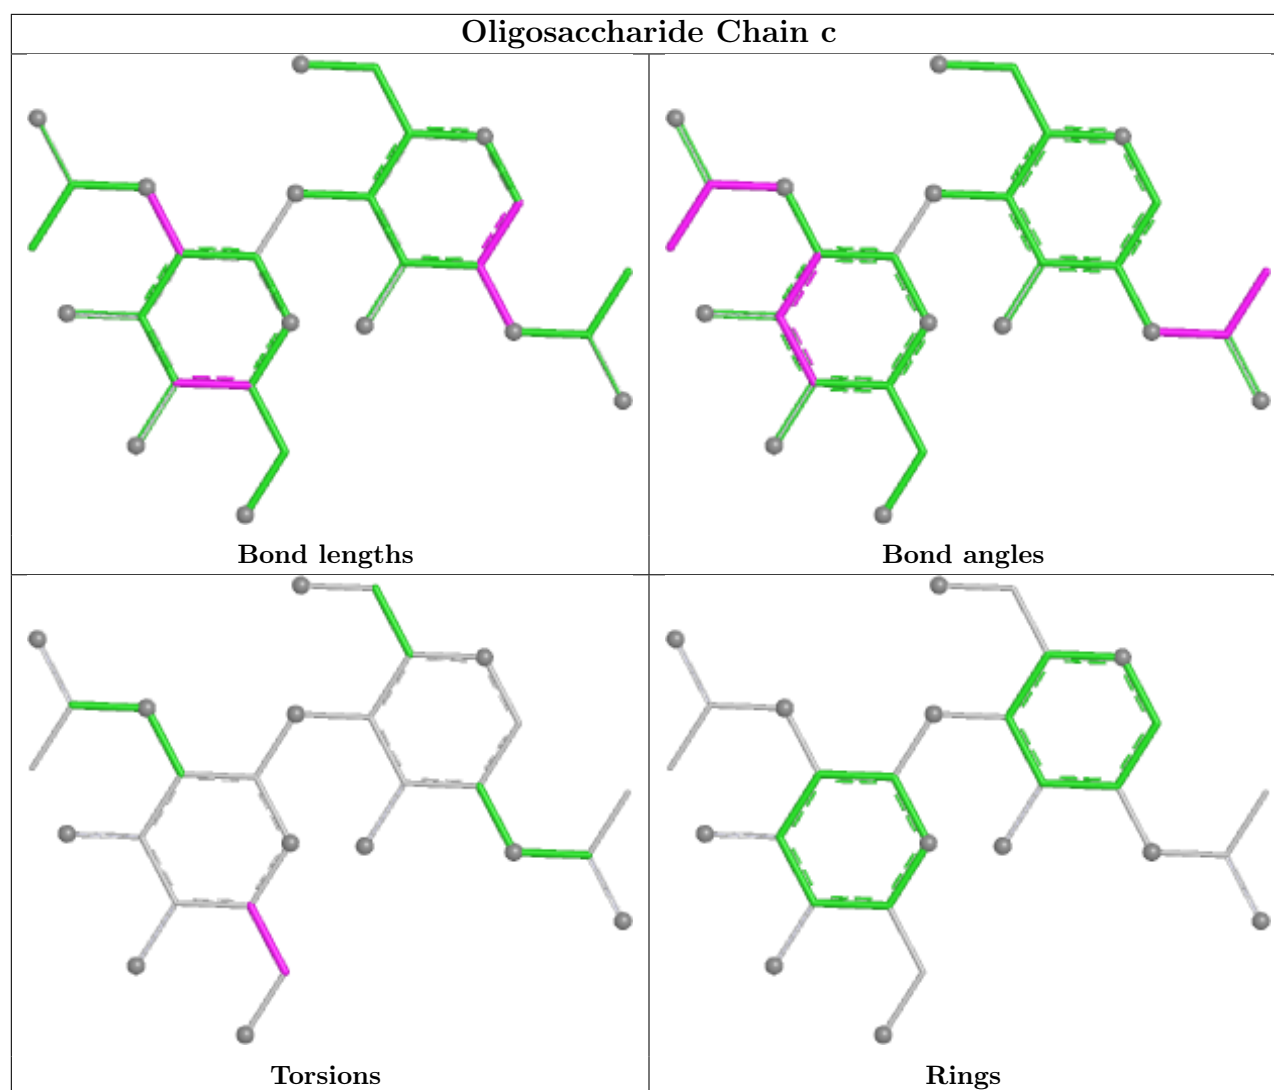 Oligosaccharide Chain c
Bond lengths
Bond angles
Torsions
Rings